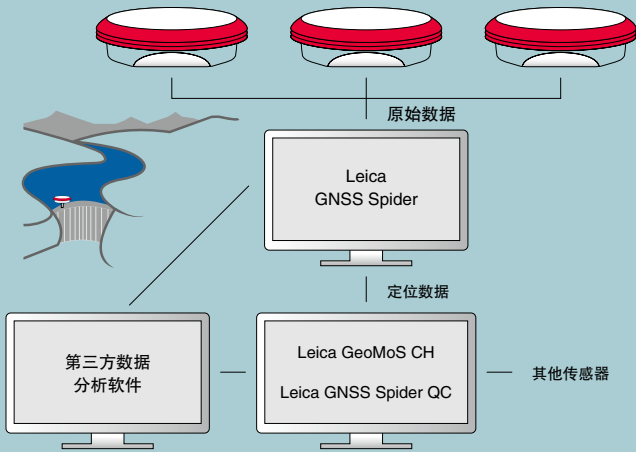 原始数据
Leica
GNSS Spider
定位数据
第三方数据
分析软件
Leica GeoMoS CH
Leica GNSS Spider QC
其他传感器